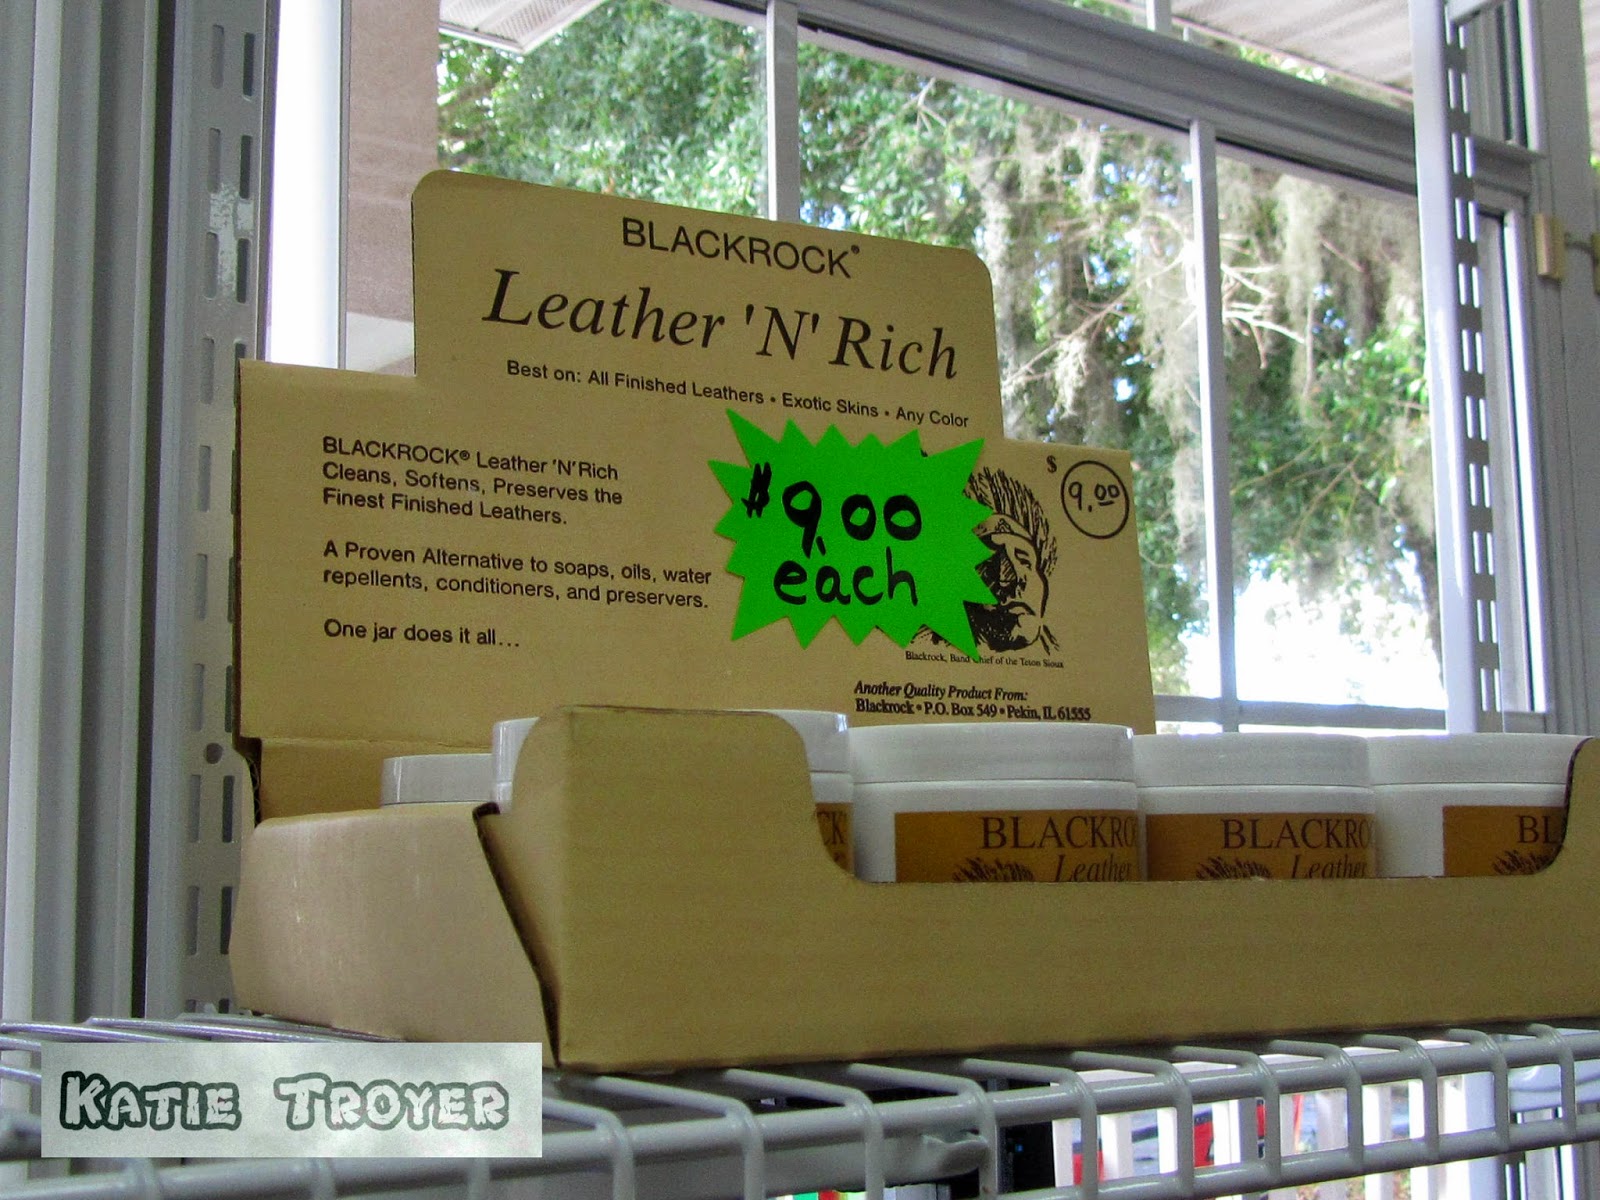 BLACKROCK®
Leather 'N' Rich
Best on: All Finished Leathers • Exotic Skins • Any Color
BLACKROCK® Leather 'N' Rich
Cleans, Softens, Preserves the
Finest Finished Leathers.
A Proven Alternative to soaps, oils, water
repellents, conditioners, and preservers.
One jar does it all...
$9.00
each
$ 9.00
Blackrock, Band Chief of the Teton Sioux
Another Quality Product From:
Blackrock • P.O. Box 549 • Pekin, IL 61555
CK
BLACKRO
Leather
BLACKROC
Leather
BL
KATIE TROYER